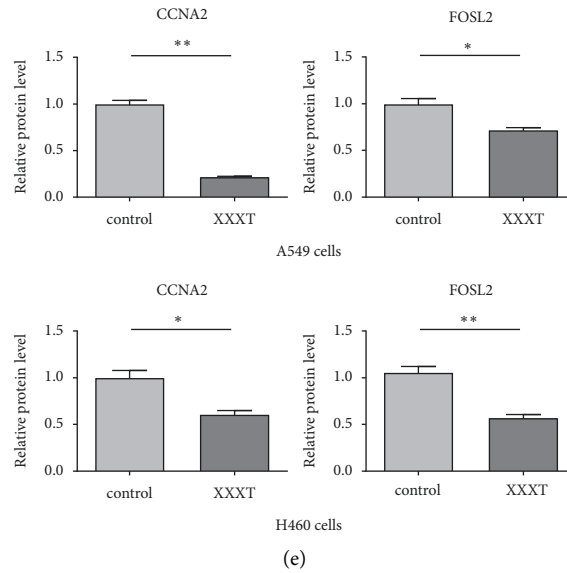 CCNA2
FOSL2
** *
Relative protein level
1.5
1.0
0.5
0.0
control XXXT
Relative protein level
1.5
1.0
0.5
0.0
control XXXT
A549 cells
CCNA2
FOSL2
* **
Relative protein level
1.5
1.0
0.5
0.0
control XXXT
Relative protein level
1.5
1.0
0.5
0.0
control XXXT
H460 cells
(e)